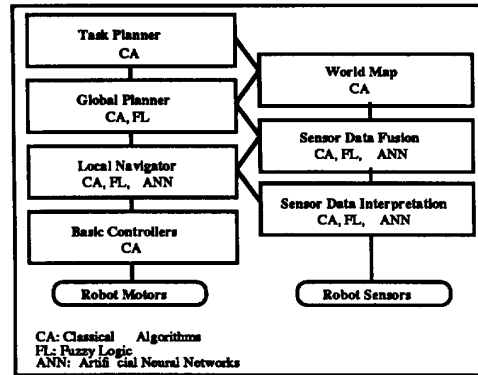 Task Planner
CA
Global Planner
CA, FL
Local Navigator
CA, FL, ANN
Basic Controllers
CA
Robot Motors
World Map
CA
Sensor Data Fusion
CA, FL, ANN
Sensor Data Interpretation
CA, FL, ANN
Robot Sensors
CA: Classical Algorithms
FL: Fuzzy Logic
ANN: Artifi cial Neural Networks